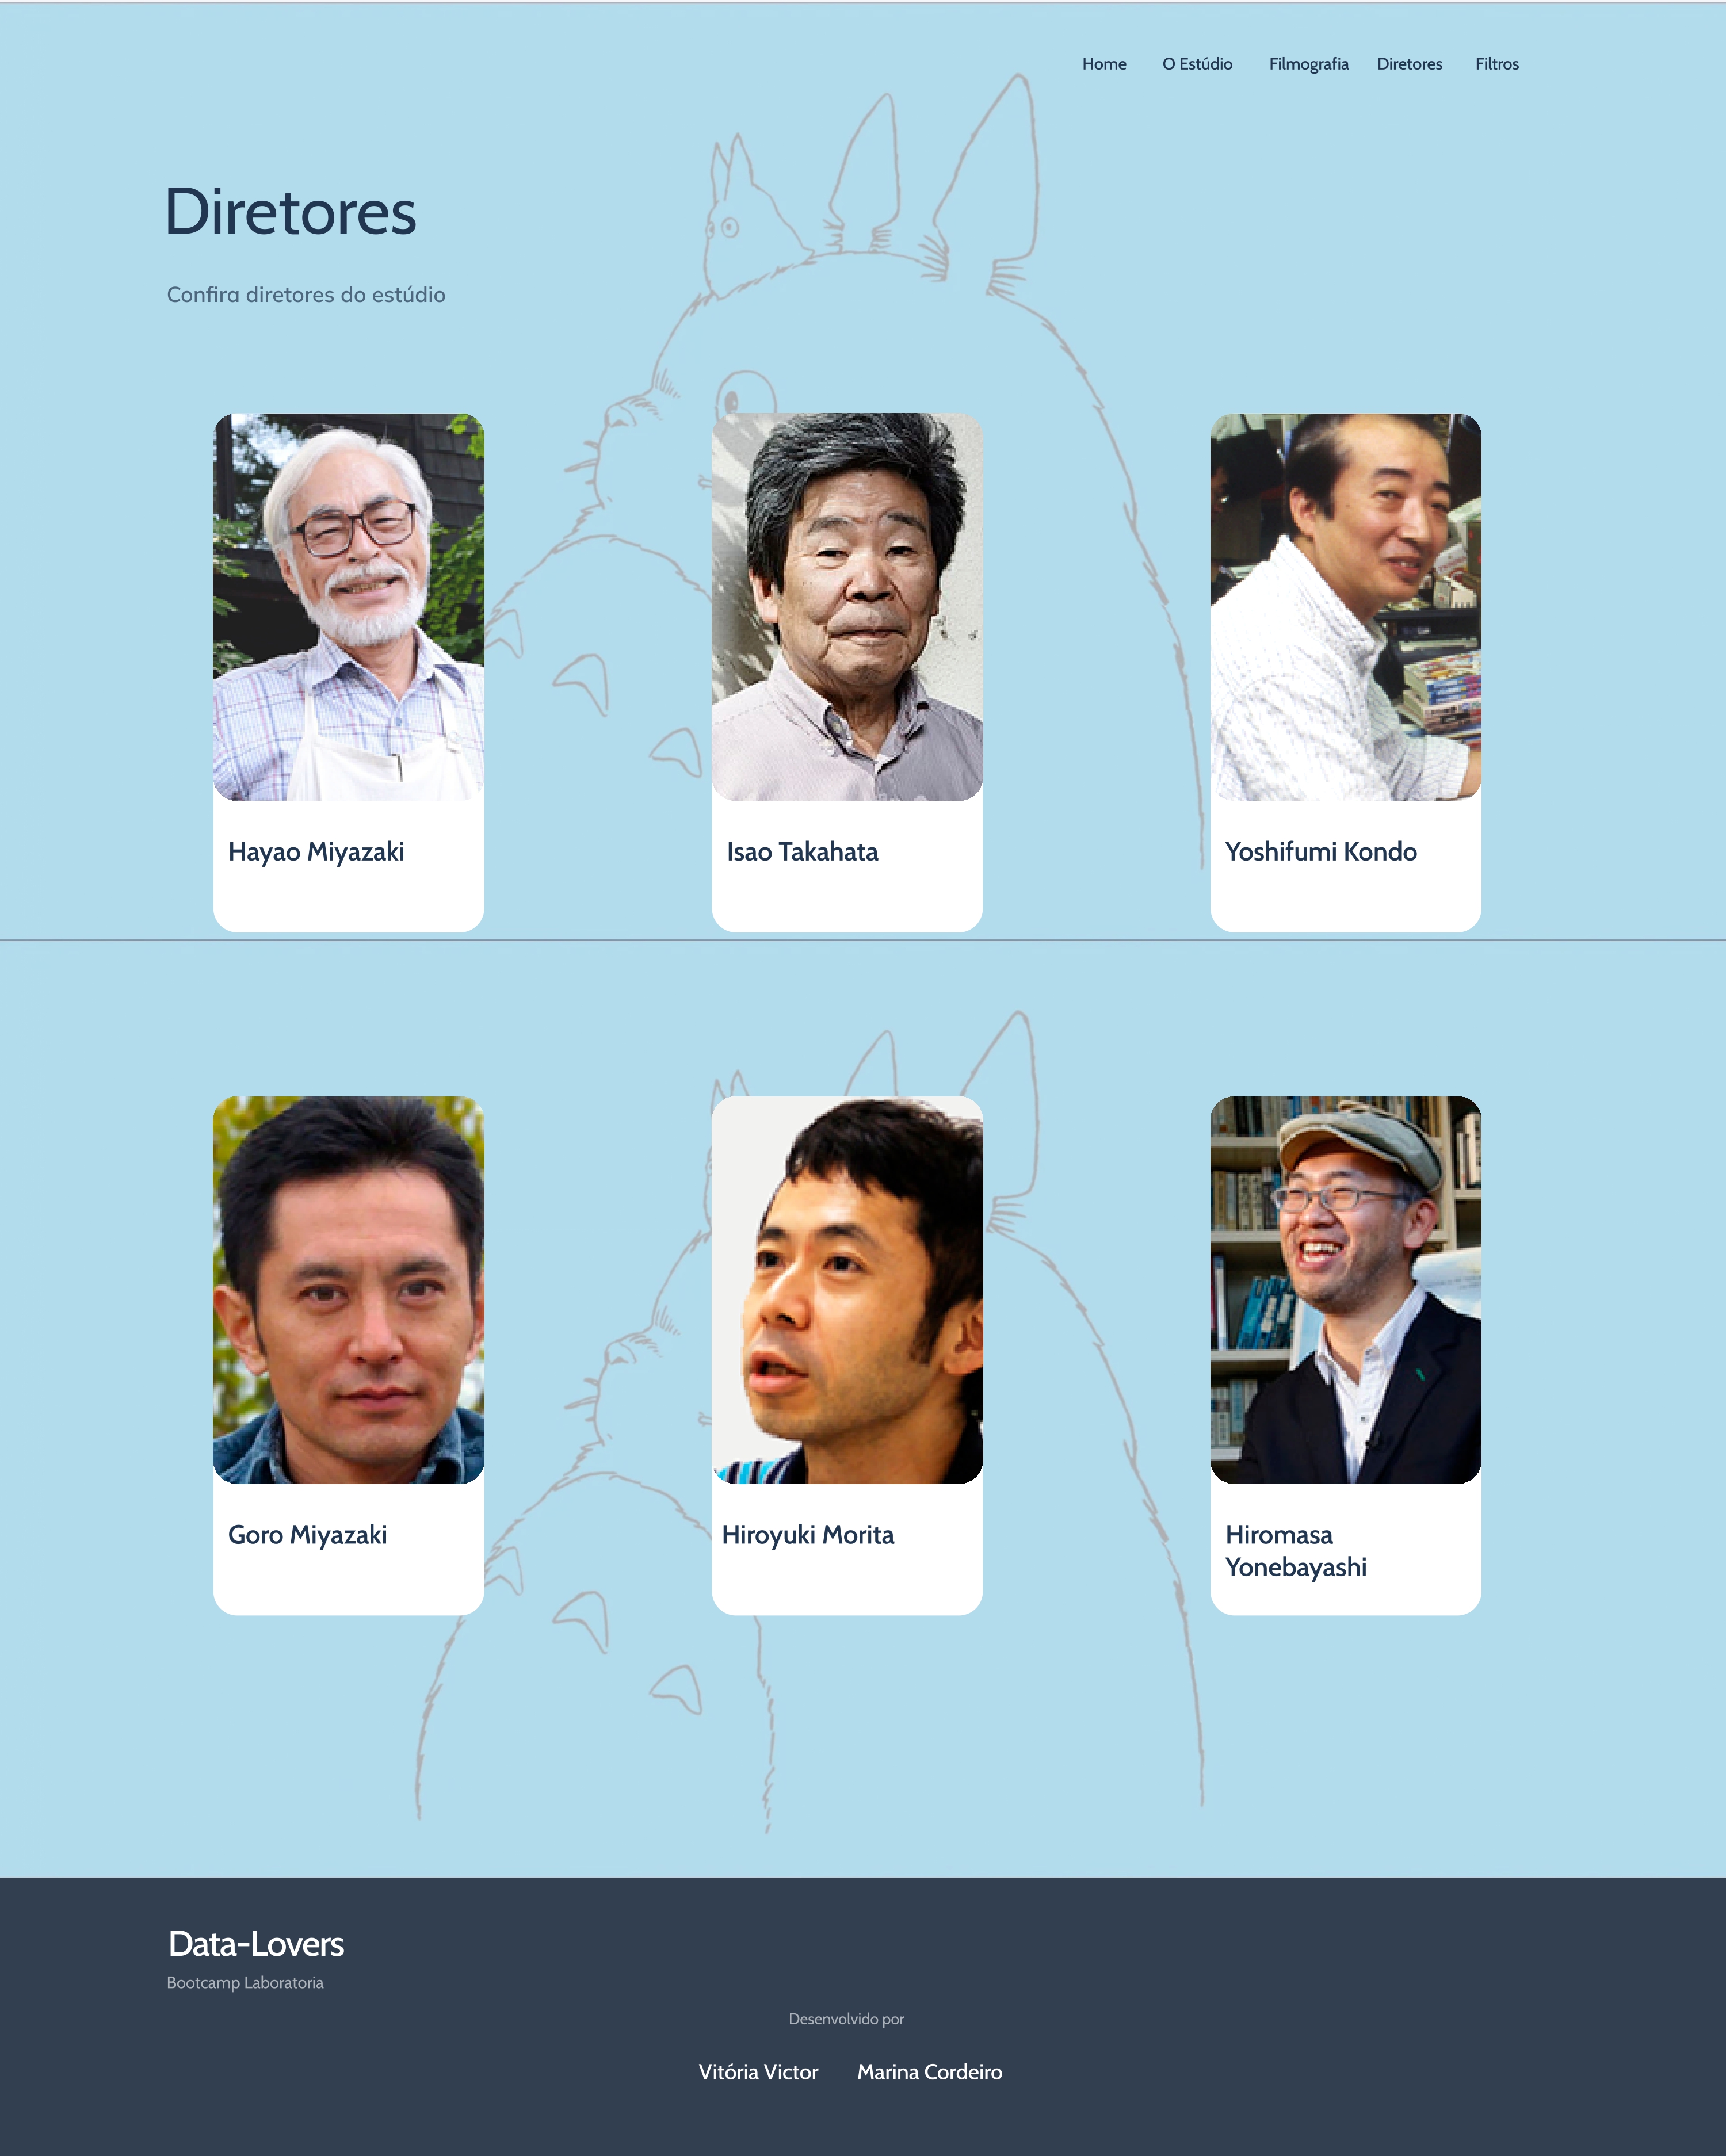 Home O Estúdio Filmografia Diretores Filtros
Diretores
Confira diretores do estúdio
Hayao Miyazaki
Isao Takahata
Yoshifumi Kondo
Goro Miyazaki
Hiroyuki Morita
Hiromasa
Yonebayashi
Data-Lovers
Bootcamp Laboratoria
Desenvolvido por
Vitória Victor Marina Cordeiro